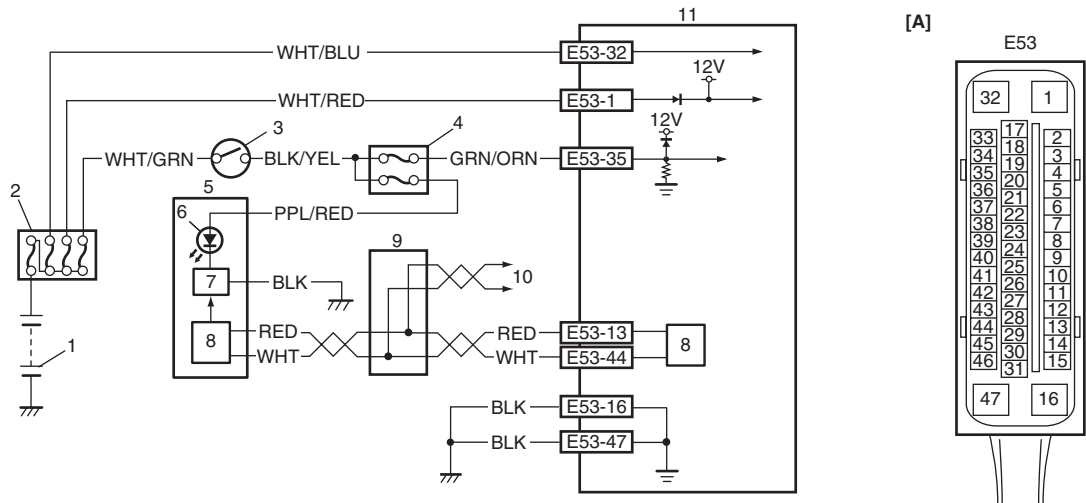 11
[A]
E53
WHT/BLU
E53-32
12V
WHT/RED
E53-1
12V
3
4
WHT/GRN
BLK/YEL
GRN/ORN
E53-35
5
2
6
PPL/RED
9
7
BLK
10
8
RED
RED
E53-13
WHT
WHT
E53-44
8
1
BLK
E53-16
BLK
E53-47
32
1
33
17
2
34
18
3
35
19
4
36
20
5
37
21
6
38
22
7
39
23
8
40
24
9
41
25
10
42
26
11
43
27
12
44
28
13
45
29
14
46
30
15
31
47
16